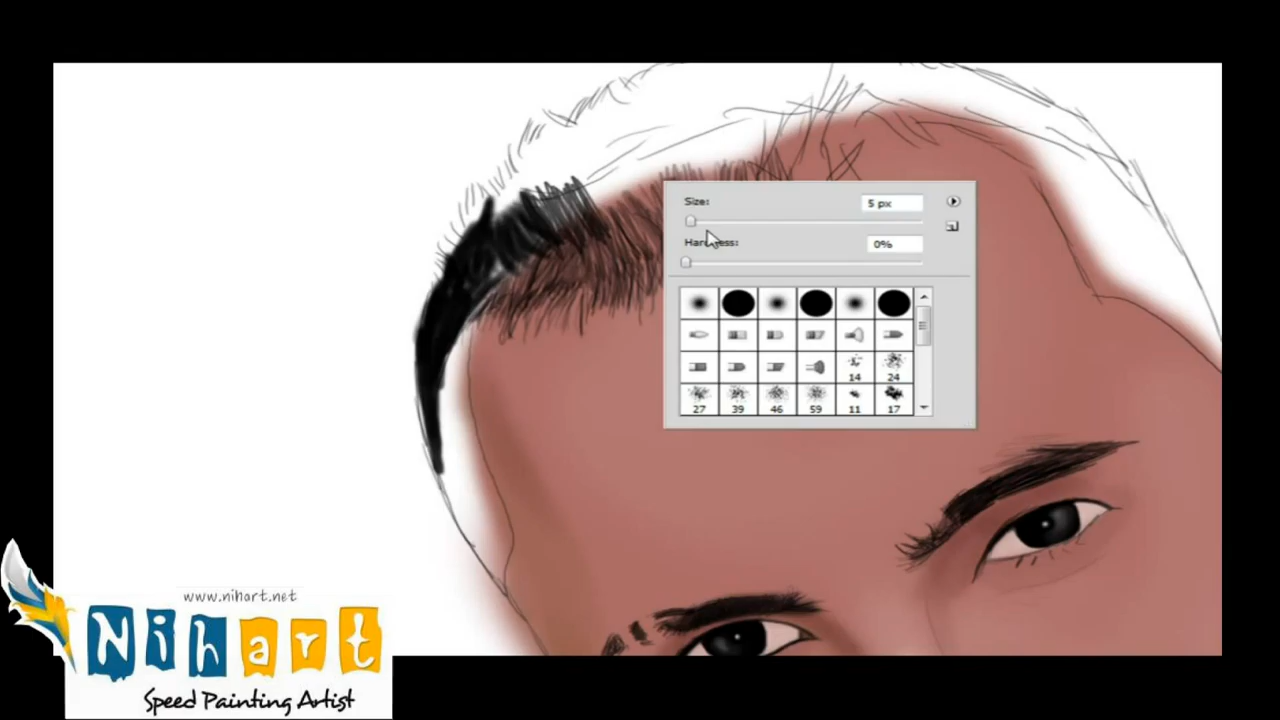 Size: 5 px
Hardness: 0%
14 24
27 39 46 59 11 17
www.nihart.net
Nihart
Speed Painting Artist